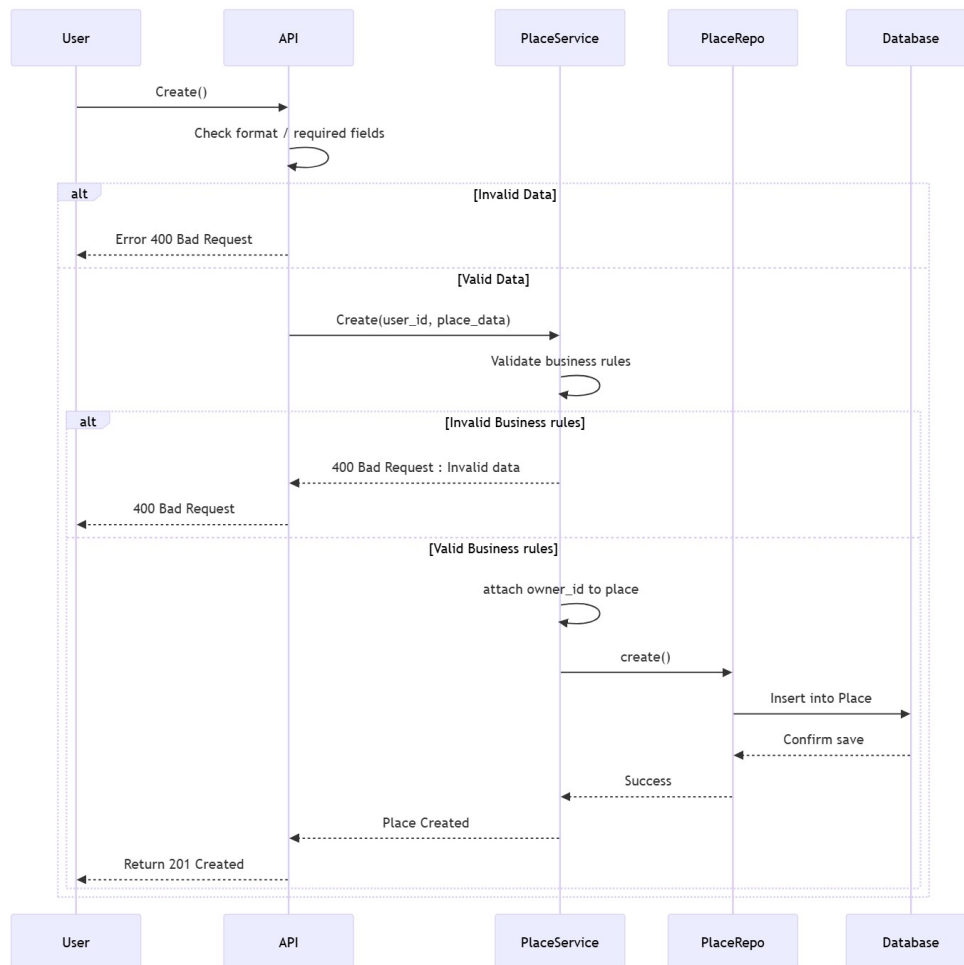 User
API
PlaceService
PlaceRepo
Database
Create()
Check format / required fields
alt
[Invalid Data]
Error 400 Bad Request
[Valid Data]
Create(user_id, place_data)
Validate business rules
alt
[Invalid Business rules]
400 Bad Request : Invalid data
400 Bad Request
[Valid Business rules]
attach owner_id to place
create()
Insert into Place
Confirm save
Success
Place Created
Return 201 Created
User
API
PlaceService
PlaceRepo
Database